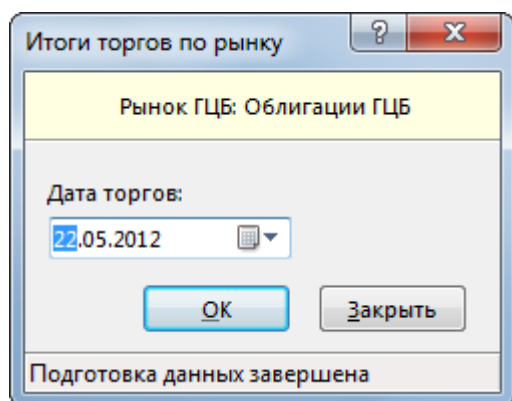 Итоги торгов по рынку
Рынок ГЦБ: Облигации ГЦБ
Дата торгов:
22.05.2012
ОК
Закрыть
Подготовка данных завершена